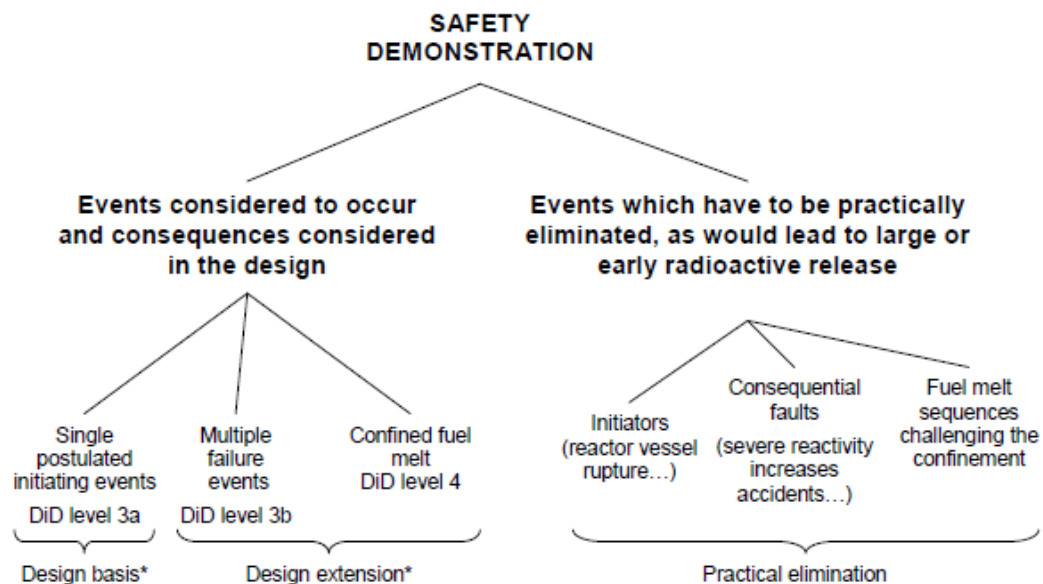 SAFETY
DEMONSTRATION
Events considered to occur
and consequences considered
in the design
Events which have to be practically
eliminated, as would lead to large or
early radioactive release
Single
postulated
initiating events
DiD level 3a
Multiple
failure
events
DiD level 3b
Confined fuel
melt
DiD level 4
Initiators
(reactor vessel
rupture…)
Consequential
faults
(severe reactivity
increases
accidents…)
Fuel melt
sequences
challenging the
confinement
Design basis*
Design extension*
Practical elimination